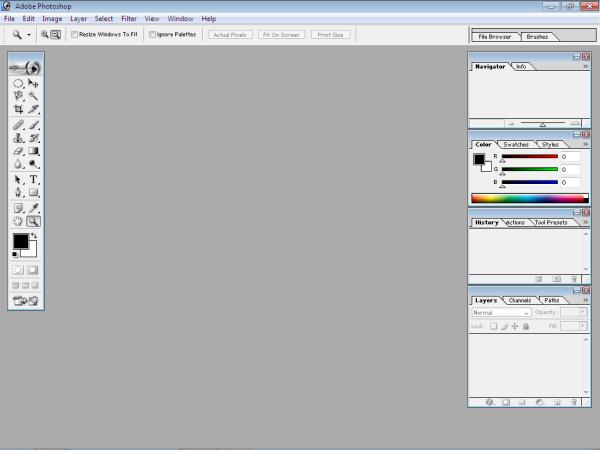 Adobe Photoshop
File Edit Image Layer Select Filter View Window Help
Resize Windows To Fit Ignore Palettes Actual Pixels Fit On Screen Print Size File Browser Brushes
Navigator Info
Color Swatches Styles
R 0
G 0
B 0
History Actions Tool Presets
T
Layers Channels Paths
Normal Opacity:
Lock: Fill: